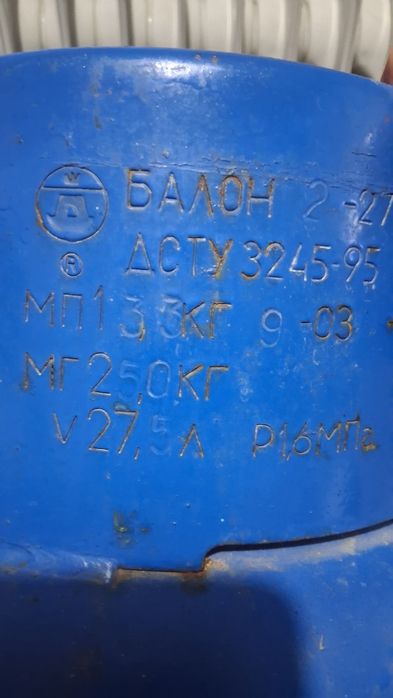 W
БАЛОН 2-27
® ДСТУ 3245-95
МП13,3КГ 9-03
МГ25,0КГ
V27,5Л Р1,6МПа